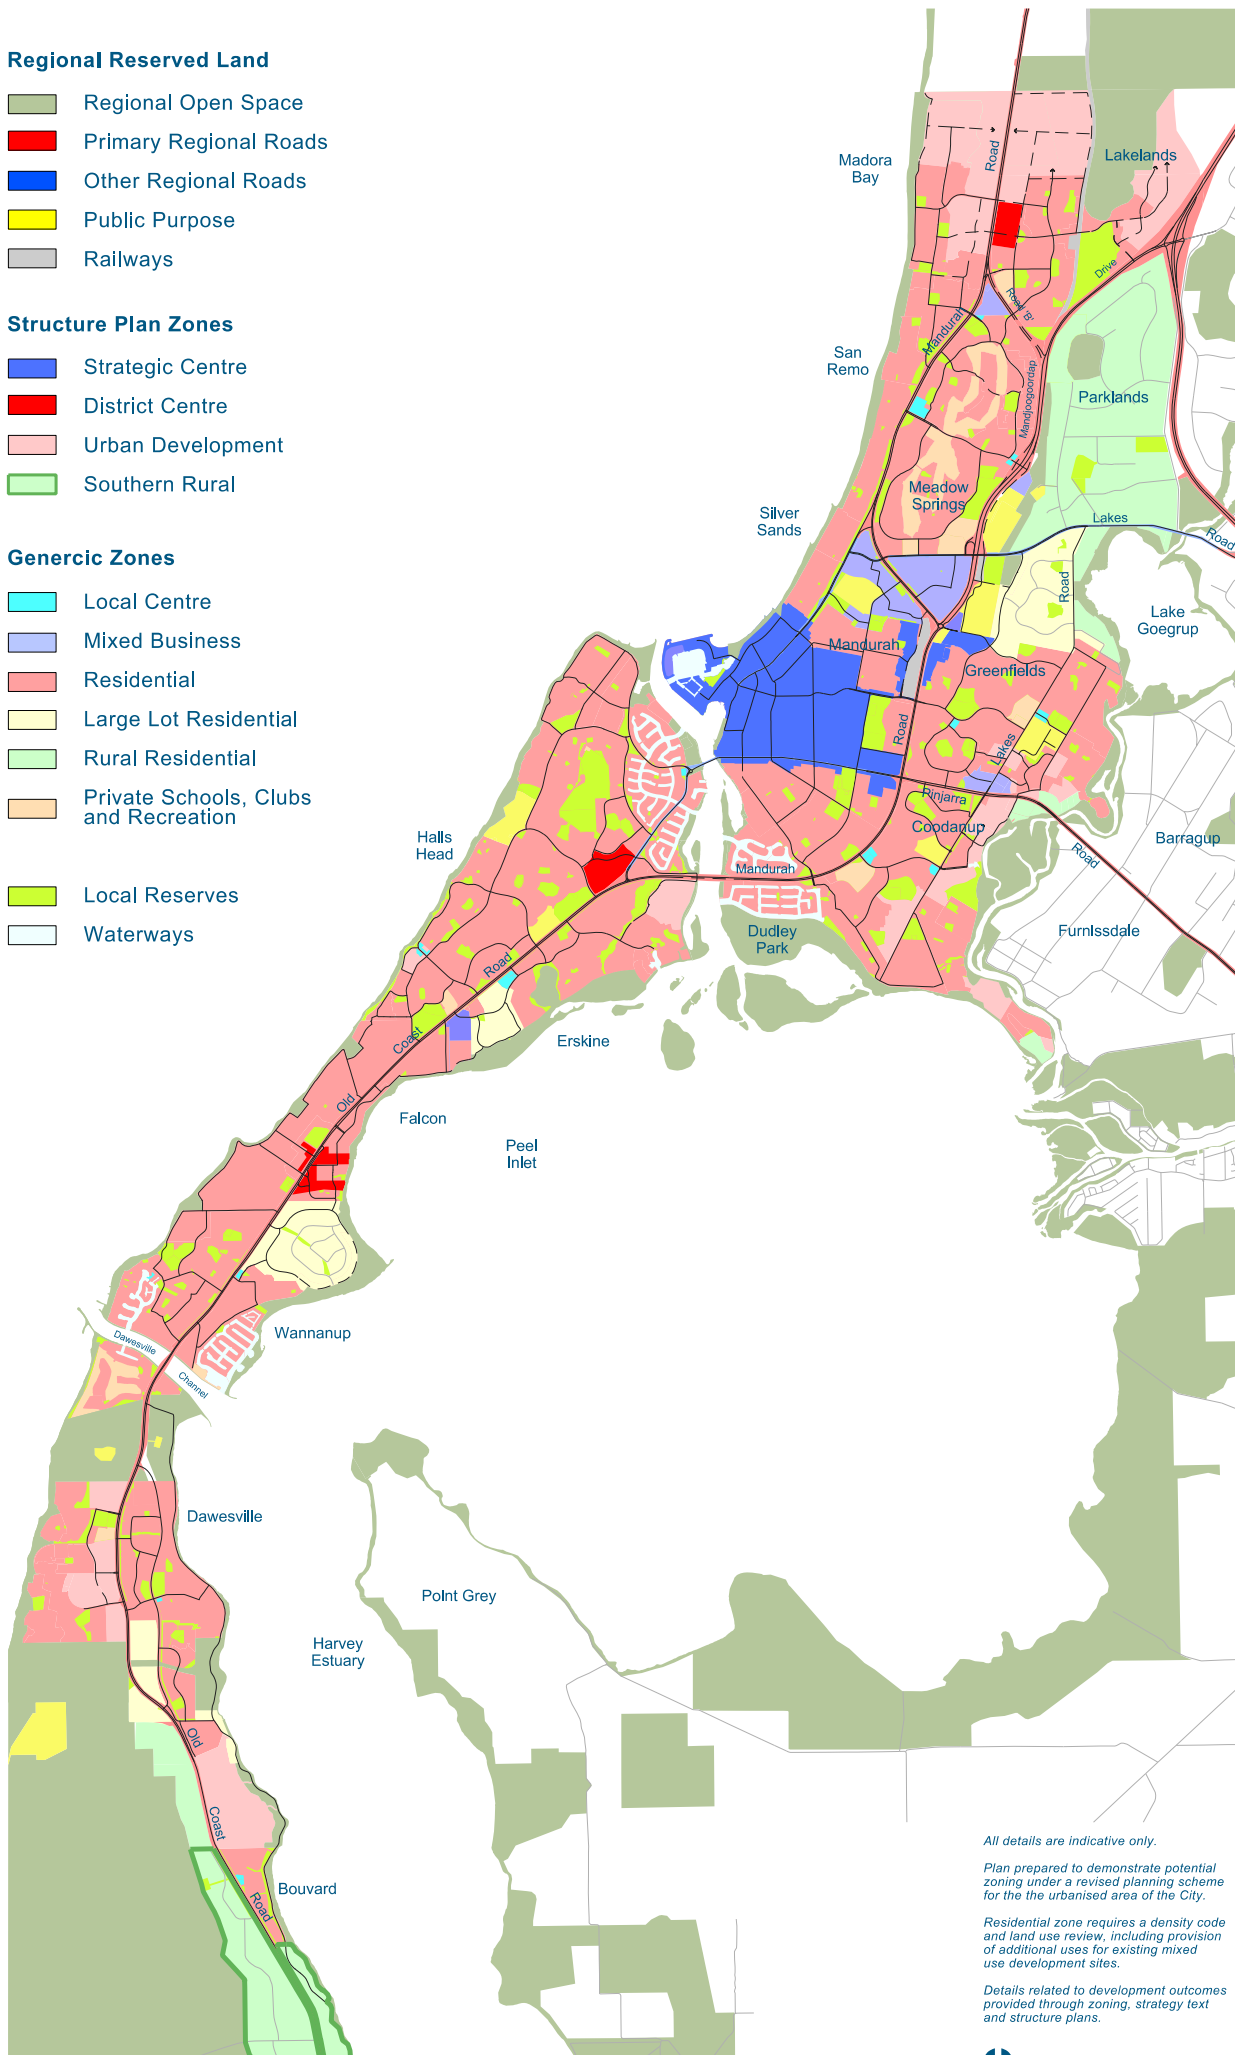 Regional Reserved Land
Regional Open Space
Primary Regional Roads
Other Regional Roads
Public Purpose
Railways
Structure Plan Zones
Strategic Centre
District Centre
Urban Development
Southern Rural
Genercic Zones
Local Centre
Mixed Business
Residential
Large Lot Residential
Rural Residential
Private Schools, Clubs
and Recreation
Local Reserves
Waterways
Madora
Bay
Road
Lakelands
Drive
Road 'B'
Mandurah
San
Remo
Mandjoogoordap
Parklands
Meadow
Springs
Silver
Sands
Lakes
Road
Road
Lake
Goegrup
Mandurah
Greenfields
Road
Lakes
Pinjarra
Coodanup
Road
Barragup
Halls
Head
Mandurah
Dudley
Park
FurnIssdale
Road
Coast
Old
Erskine
Falcon
Peel
Inlet
Wannanup
Dawesville
Channel
Dawesville
PoInt Grey
Harvey
Estuary
Old
Coast
Road
Bouvard
All details are indicative only.
Plan prepared to demonstrate potential
zoning under a revised planning scheme
for the the urbanised area of the City.
Residential zone requires a density code
and land use review, including provision
of additional uses for existing mixed
use development sites.
Details related to development outcomes
provided through zoning, strategy text
and structure plans.